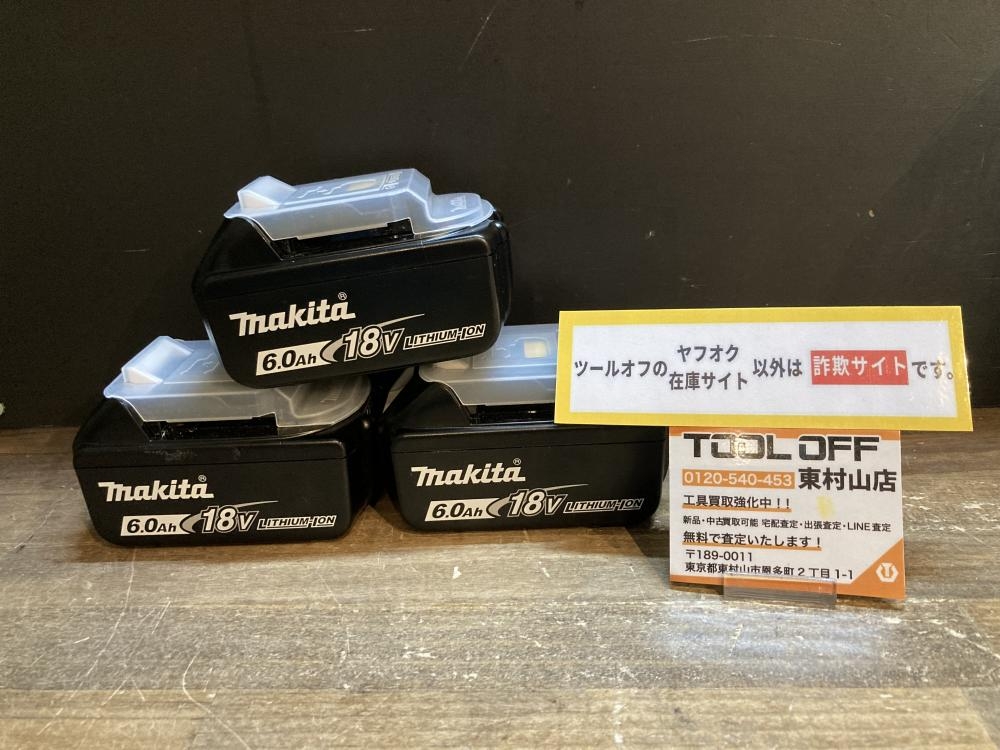 makita®
6.0Ah 18V LITHIUM-ION
makita®
6.0Ah 18V LITHIUM-ION
makita®
6.0Ah 18V LITHIUM-ION
ツールオフの ヤフオク 在庫サイト 以外は 詐欺サイト です。
TOOL OFF
0120-540-453 東村山店
工具買取強化中！！
新品・中古買取可能 宅配査定・出張査定・LINE査定
無料で査定いたします！
〒189-0011
東京都東村山市恩多町２丁目1-1